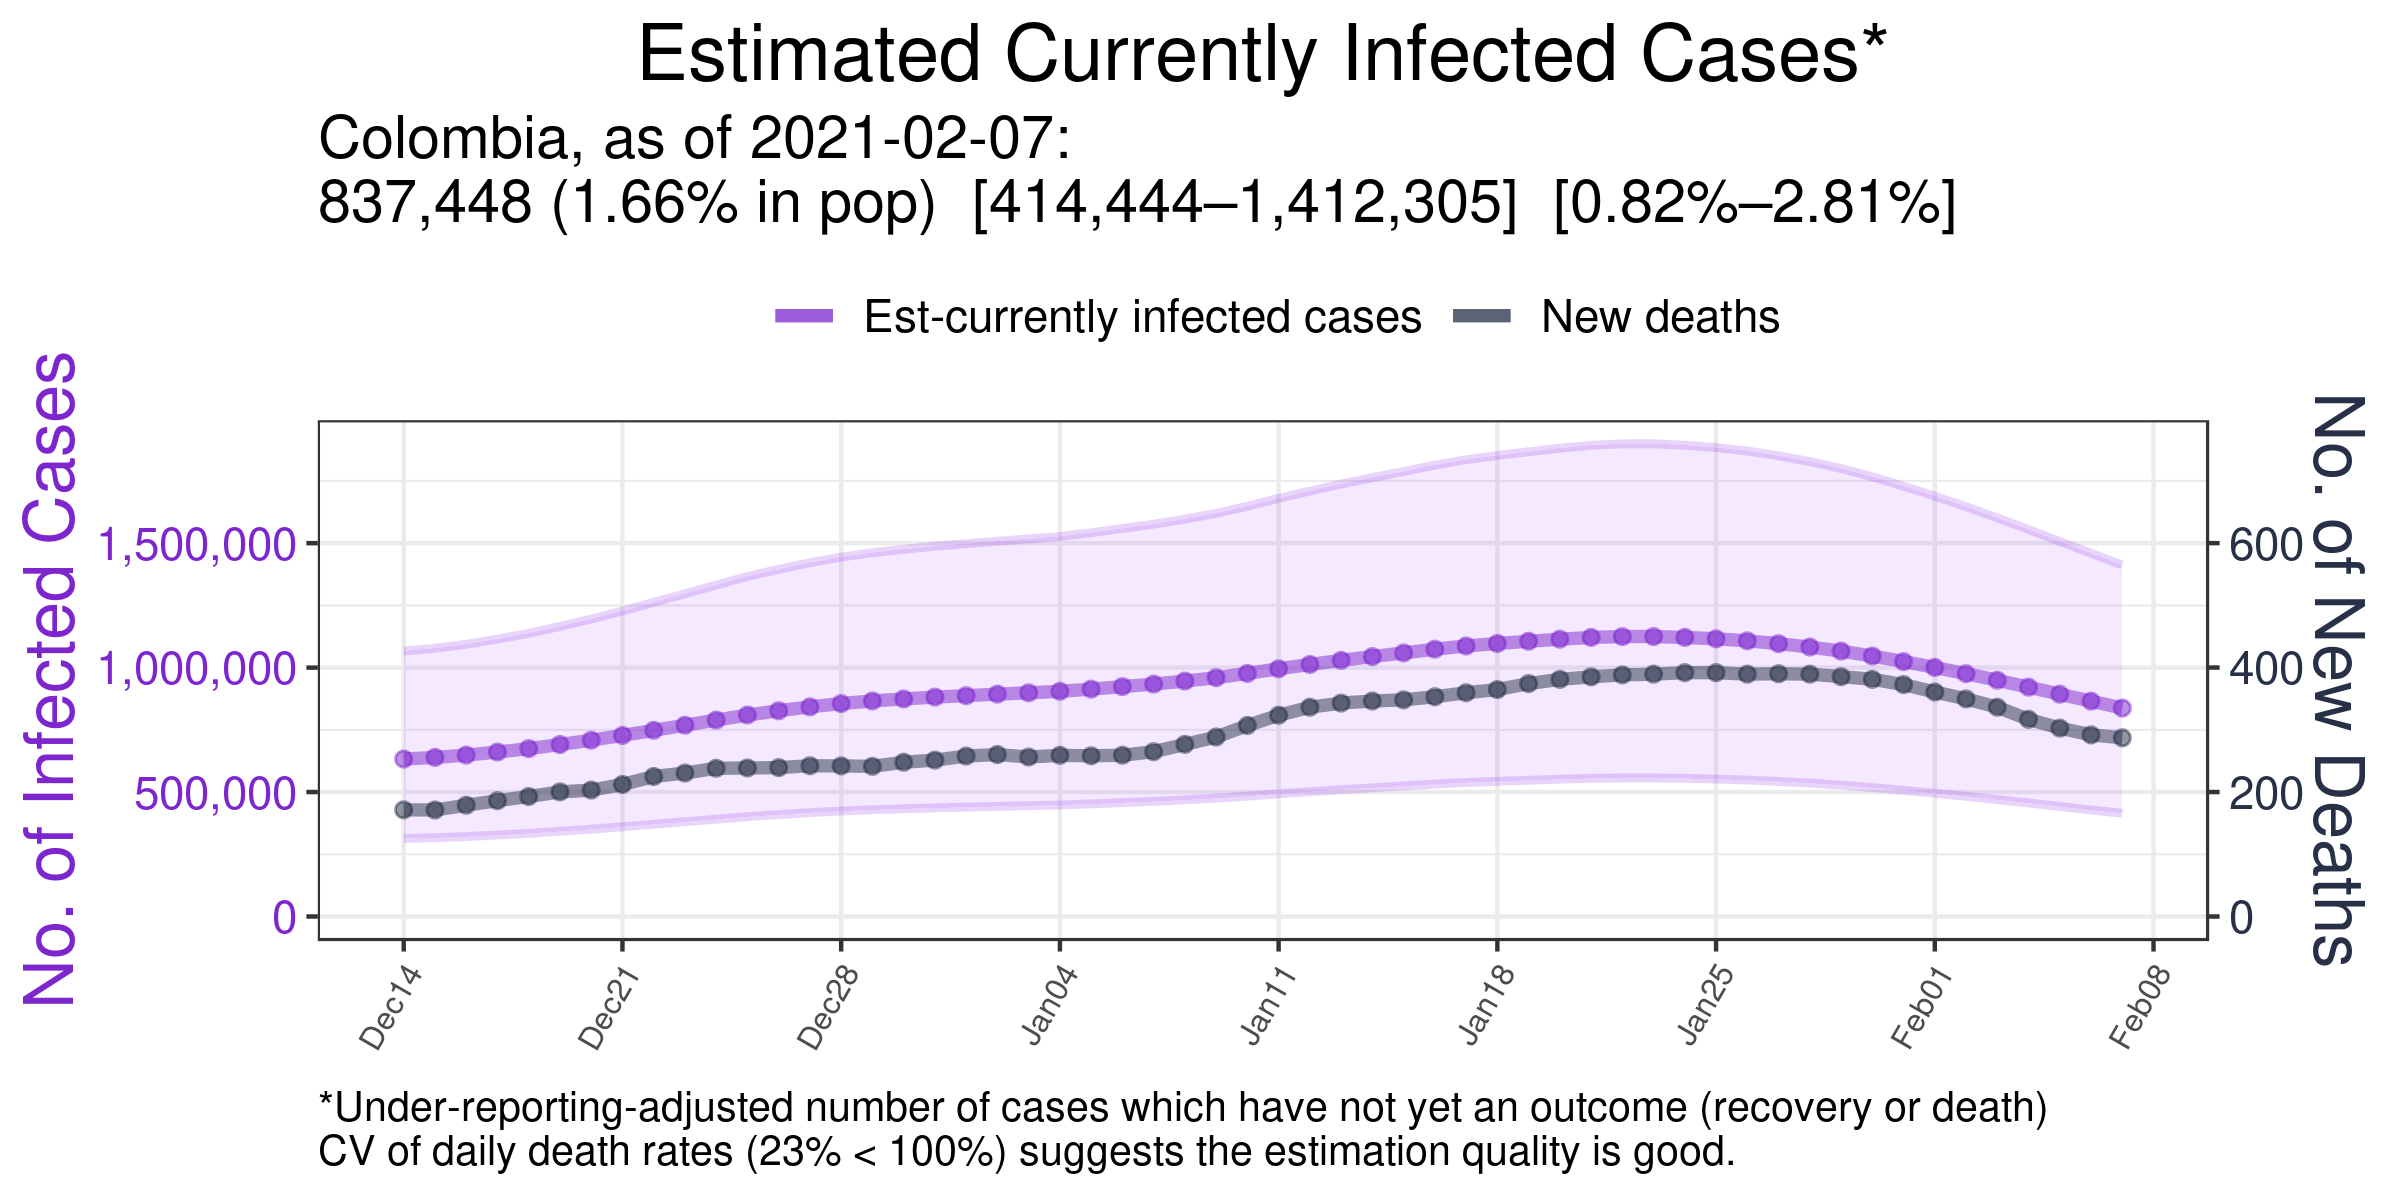 Estimated Currently Infected Cases*
Colombia, as of 2021-02-07:
837,448 (1.66% in pop) [414,444–1,412,305] [0.82%–2.81%]
Est-currently infected cases New deaths
No. of Infected Cases
1,500,000
1,000,000
500,000
0
600
400
200
0
No. of New Deaths
Dec14 Dec21 Dec28 Jan04 Jan11 Jan18 Jan25 Feb01 Feb08
*Under-reporting-adjusted number of cases which have not yet an outcome (recovery or death)
CV of daily death rates (23% < 100%) suggests the estimation quality is good.